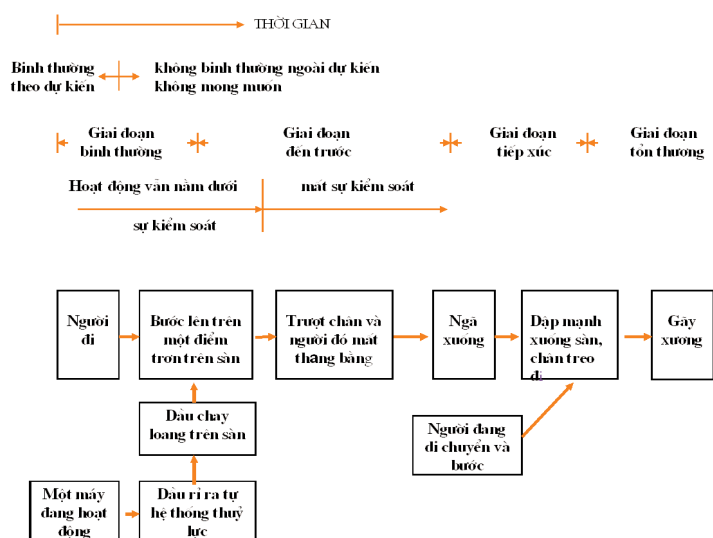 THỜI GIAN
Bình thường
theo dự kiến
không bình thường ngoài dự kiến
không mong muốn
Giai đoạn
bình thường
Giai đoạn
đến trước
Giai đoạn
tiếp xúc
Giai đoạn
tổn thương
Hoạt động vẫn nằm dưới
sự kiểm soát
mất sự kiểm soát
Người
đi
Bước lên trên
một điểm
trơn trên sàn
Trượt chân và
người đó mất
thăng bằng
Ngã
xuống
Dập mạnh
xuống sàn,
chân treo
đi
Gãy
xương
Dầu chảy
loang trên sàn
Người đang
di chuyển và
bước
Một máy
đang hoạt
động
Dầu rỉ ra từ
hệ thống thuỷ
lực